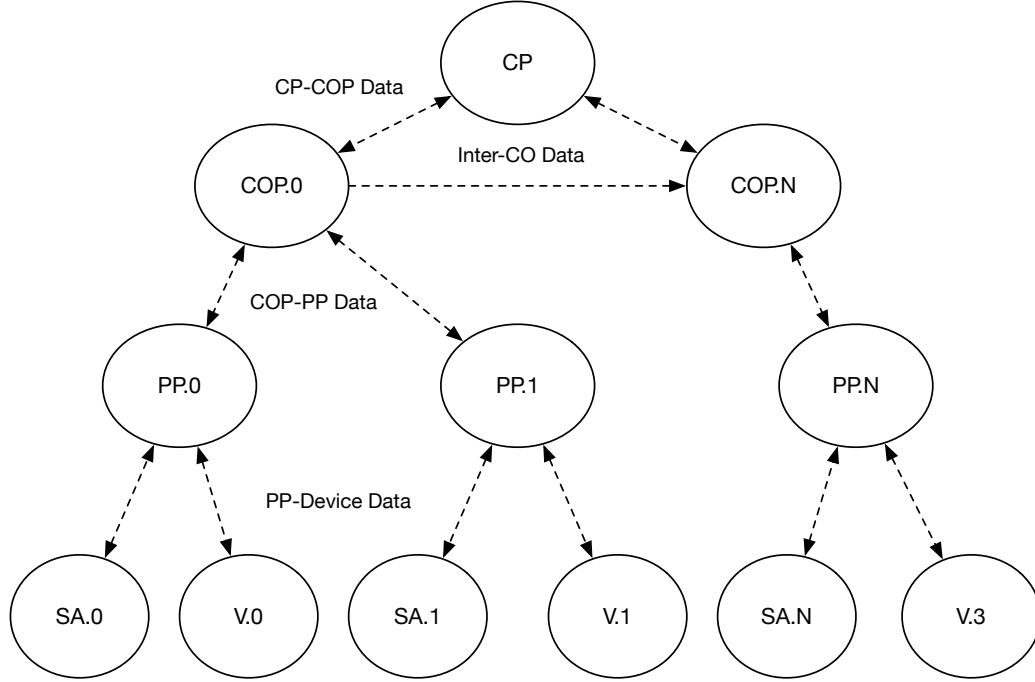 CP
CP-COP Data
Inter-CO Data
COP.0
COP.N
COP-PP Data
PP.0
PP.1
PP.N
PP-Device Data
SA.0
V.0
SA.1
V.1
SA.N
V.3